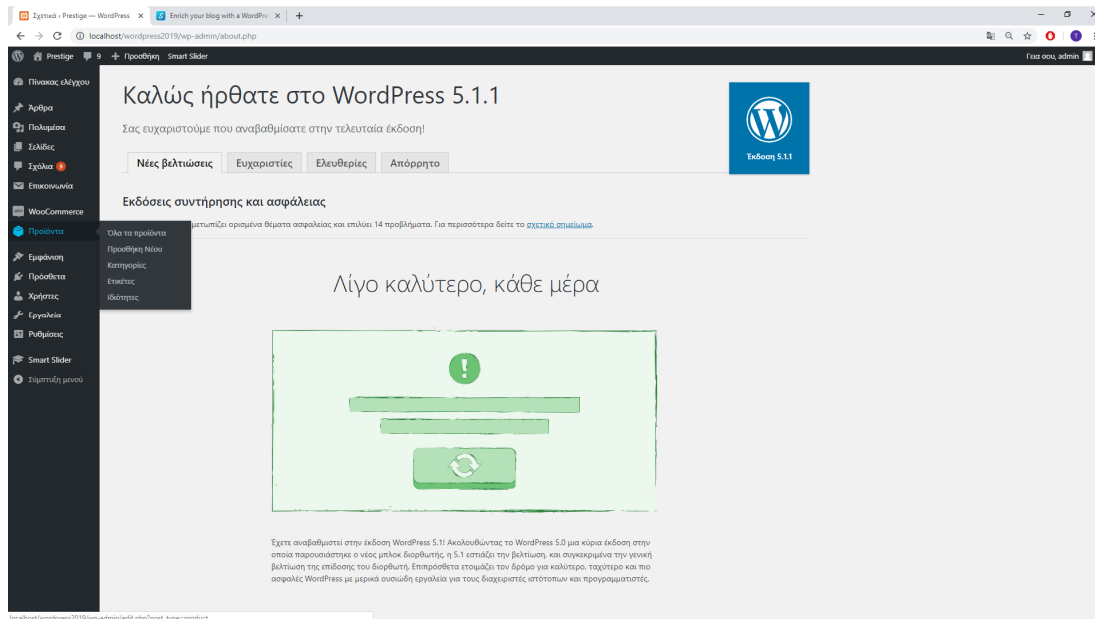 Σχετικά ‹ Prestige — WordPress
Enrich your blog with a WordPre
localhost/wordpress2019/wp-admin/about.php
Prestige 9 + Προσθήκη Smart Slider
Γεια σου, admin
Πίνακας ελέγχου
Άρθρα
Πολυμέσα
Σελίδες
Σχόλια 9
Επικοινωνία
WooCommerce
Προϊόντα
Όλα τα προϊόντα
Προσθήκη Νέου
Κατηγορίες
Ετικέτες
Ιδιότητες
Εμφάνιση
Πρόσθετα
Χρήστες
Εργαλεία
Ρυθμίσεις
Smart Slider
Σύμπτυξη μενού
Καλώς ήρθατε στο WordPress 5.1.1
Σας ευχαριστούμε που αναβαθμίσατε στην τελευταία έκδοση!
Έκδοση 5.1.1
Νέες βελτιώσεις Ευχαριστίες Ελευθερίες Απόρρητο
Εκδόσεις συντήρησης και ασφάλειας
μετωπίζει ορισμένα θέματα ασφαλείας και επιλύει 14 προβλήματα. Για περισσότερα δείτε το σχετικό σημείωμα.
Λίγο καλύτερο, κάθε μέρα
Έχετε αναβαθμιστεί στην έκδοση WordPress 5.1! Ακολουθώντας το WordPress 5.0 μια κύρια έκδοση στην
οποία παρουσιάστηκε ο νέος μπλοκ διορθωτής, η 5.1 εστιάζει την βελτίωση, και συγκεκριμένα την γενική
βελτίωση της επίδοσης του διορθωτή. Επιπρόσθετα ετοιμάζει τον δρόμο για καλύτερο, ταχύτερο και πιο
ασφαλές WordPress με μερικά ουσιώδη εργαλεία για τους διαχειριστές ιστότοπων και προγραμματιστές.
localhost/wordpress2019/wp-admin/edit.php?post_type=product